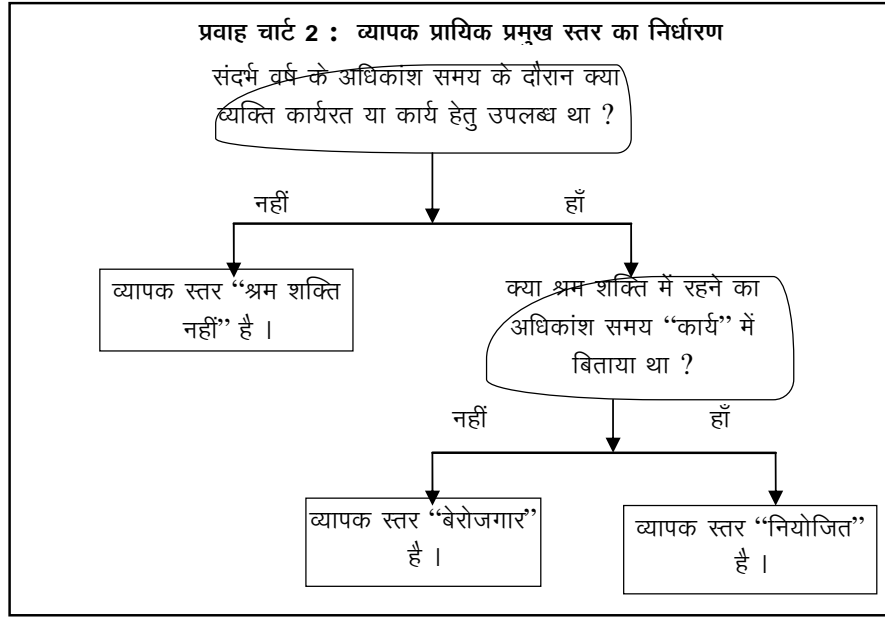 प्रवाह चार्ट 2 : व्यापक प्रायिक प्रमुख स्तर का निर्धारण
संदर्भ वर्ष के अधिकांश समय के दौरान क्या
व्यक्ति कार्यरत या कार्य हेतु उपलब्ध था ?
नहीं
हाँ
व्यापक स्तर “श्रम शक्ति
नहीं” है ।
क्या श्रम शक्ति में रहने का
अधिकांश समय “कार्य” में
बिताया था ?
नहीं
हाँ
व्यापक स्तर “बेरोजगार”
है ।
व्यापक स्तर “नियोजित”
है ।